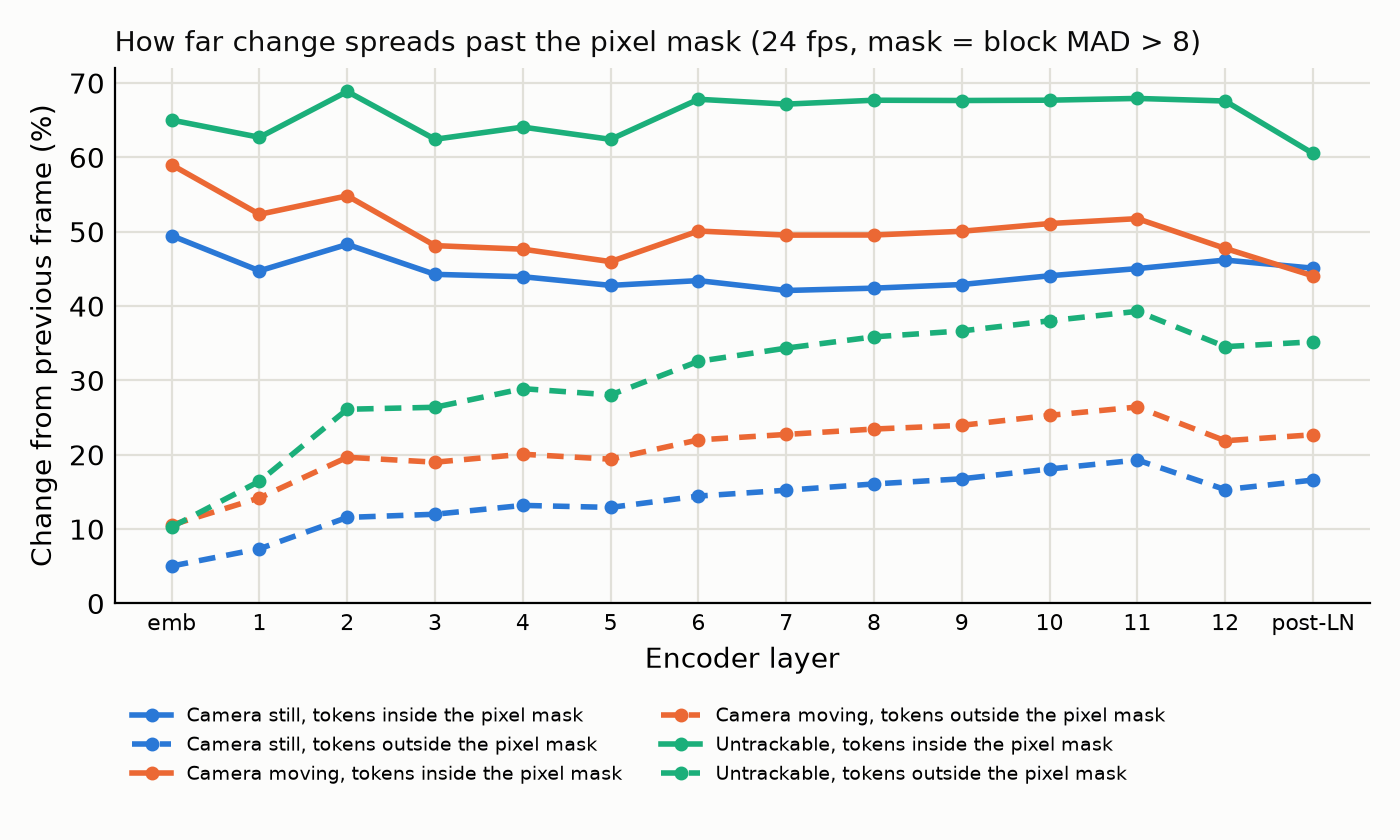 How far change spreads past the pixel mask (24 fps, mask = block MAD > 8)
Change from previous frame (%)
70
60
50
40
30
20
10
0
emb 1 2 3 4 5 6 7 8 9 10 11 12 post-LN
Encoder layer
Camera still, tokens inside the pixel mask
Camera still, tokens outside the pixel mask
Camera moving, tokens inside the pixel mask
Camera moving, tokens outside the pixel mask
Untrackable, tokens inside the pixel mask
Untrackable, tokens outside the pixel mask